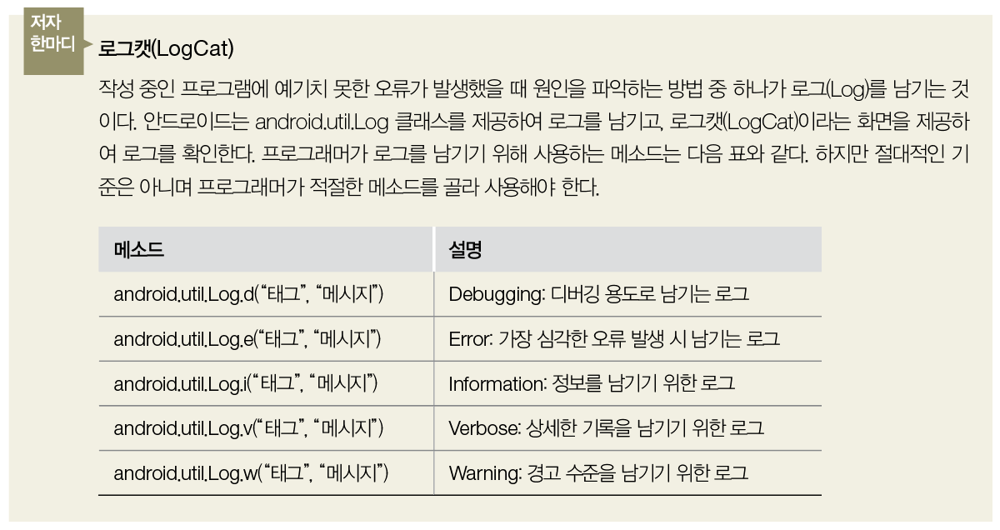 저자
한마디
로그캣(LogCat)
작성 중인 프로그램에 예기치 못한 오류가 발생했을 때 원인을 파악하는 방법 중 하나가 로그(Log)를 남기는 것
이다. 안드로이드는 android.util.Log 클래스를 제공하여 로그를 남기고, 로그캣(LogCat)이라는 화면을 제공하
여 로그를 확인한다. 프로그래머가 로그를 남기기 위해 사용하는 메소드는 다음 표와 같다. 하지만 절대적인 기
준은 아니며 프로그래머가 적절한 메소드를 골라 사용해야 한다.
메소드 설명
android.util.Log.d(“태그”, “메시지”) Debugging: 디버깅 용도로 남기는 로그
android.util.Log.e(“태그”, “메시지”) Error: 가장 심각한 오류 발생 시 남기는 로그
android.util.Log.i(“태그”, “메시지”) Information: 정보를 남기기 위한 로그
android.util.Log.v(“태그”, “메시지”) Verbose: 상세한 기록을 남기기 위한 로그
android.util.Log.w(“태그”, “메시지”) Warning: 경고 수준을 남기기 위한 로그